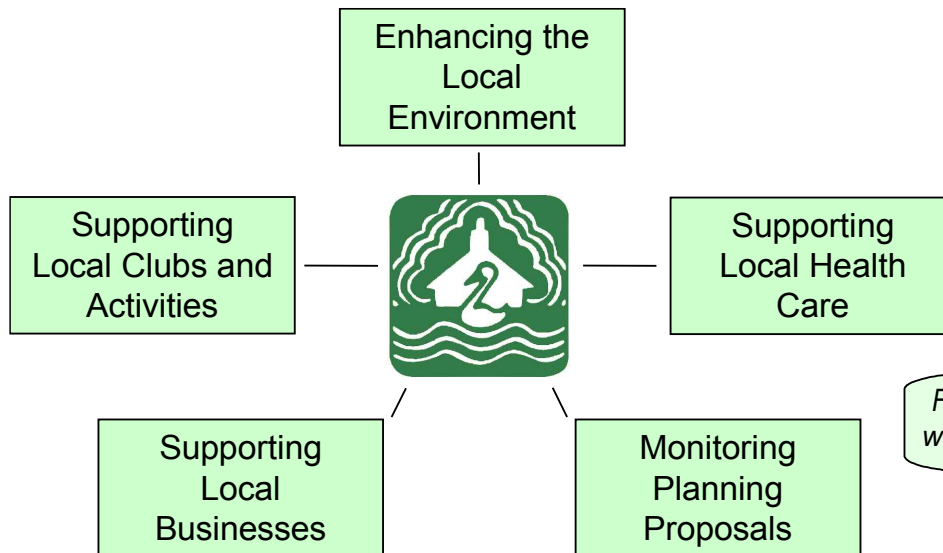 Enhancing the
Local
Environment
Supporting
Local Clubs and
Activities
Supporting
Local Health
Care
Supporting
Local
Businesses
Monitoring
Planning
Proposals